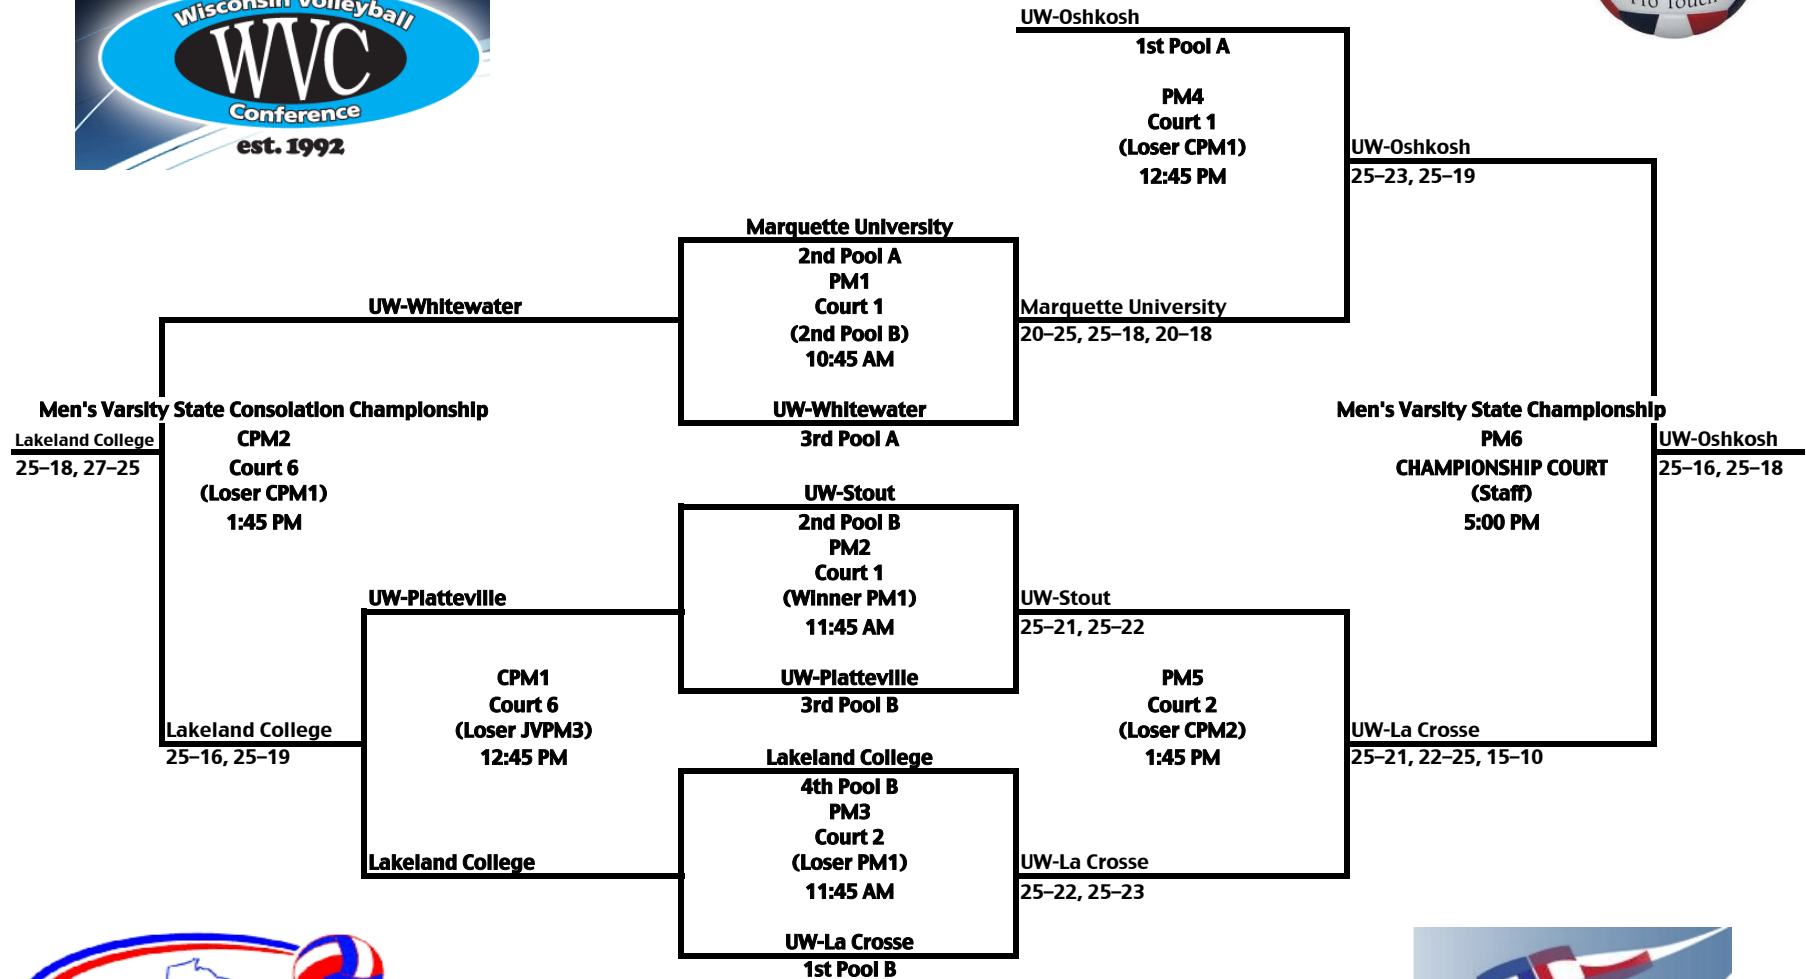 Wisconsin Volleyball
WVC
Conference
est. 1992
Pro Touch
UW-Oshkosh
1st Pool A
PM4
Court 1
(Loser CPM1)
12:45 PM
UW-Oshkosh
25–23, 25–19
Marquette University
2nd Pool A
PM1
Court 1
(2nd Pool B)
10:45 AM
UW-Whitewater
3rd Pool A
UW-Whitewater
Marquette University
20–25, 25–18, 20–18
Men's Varsity State Consolation Championship
Lakeland College
25–18, 27–25
CPM2
Court 6
(Loser CPM1)
1:45 PM
Men's Varsity State Championship
PM6
CHAMPIONSHIP COURT
(Staff)
5:00 PM
UW-Oshkosh
25–16, 25–18
UW-Stout
2nd Pool B
PM2
Court 1
(Winner PM1)
11:45 AM
UW-Platteville
3rd Pool B
UW-Platteville
UW-Stout
25–21, 25–22
CPM1
Court 6
(Loser JVPM3)
12:45 PM
PM5
Court 2
(Loser CPM2)
1:45 PM
Lakeland College
25–16, 25–19
UW-La Crosse
25–21, 22–25, 15–10
Lakeland College
4th Pool B
PM3
Court 2
(Loser PM1)
11:45 AM
UW-La Crosse
1st Pool B
Lakeland College
UW-La Crosse
25–22, 25–23